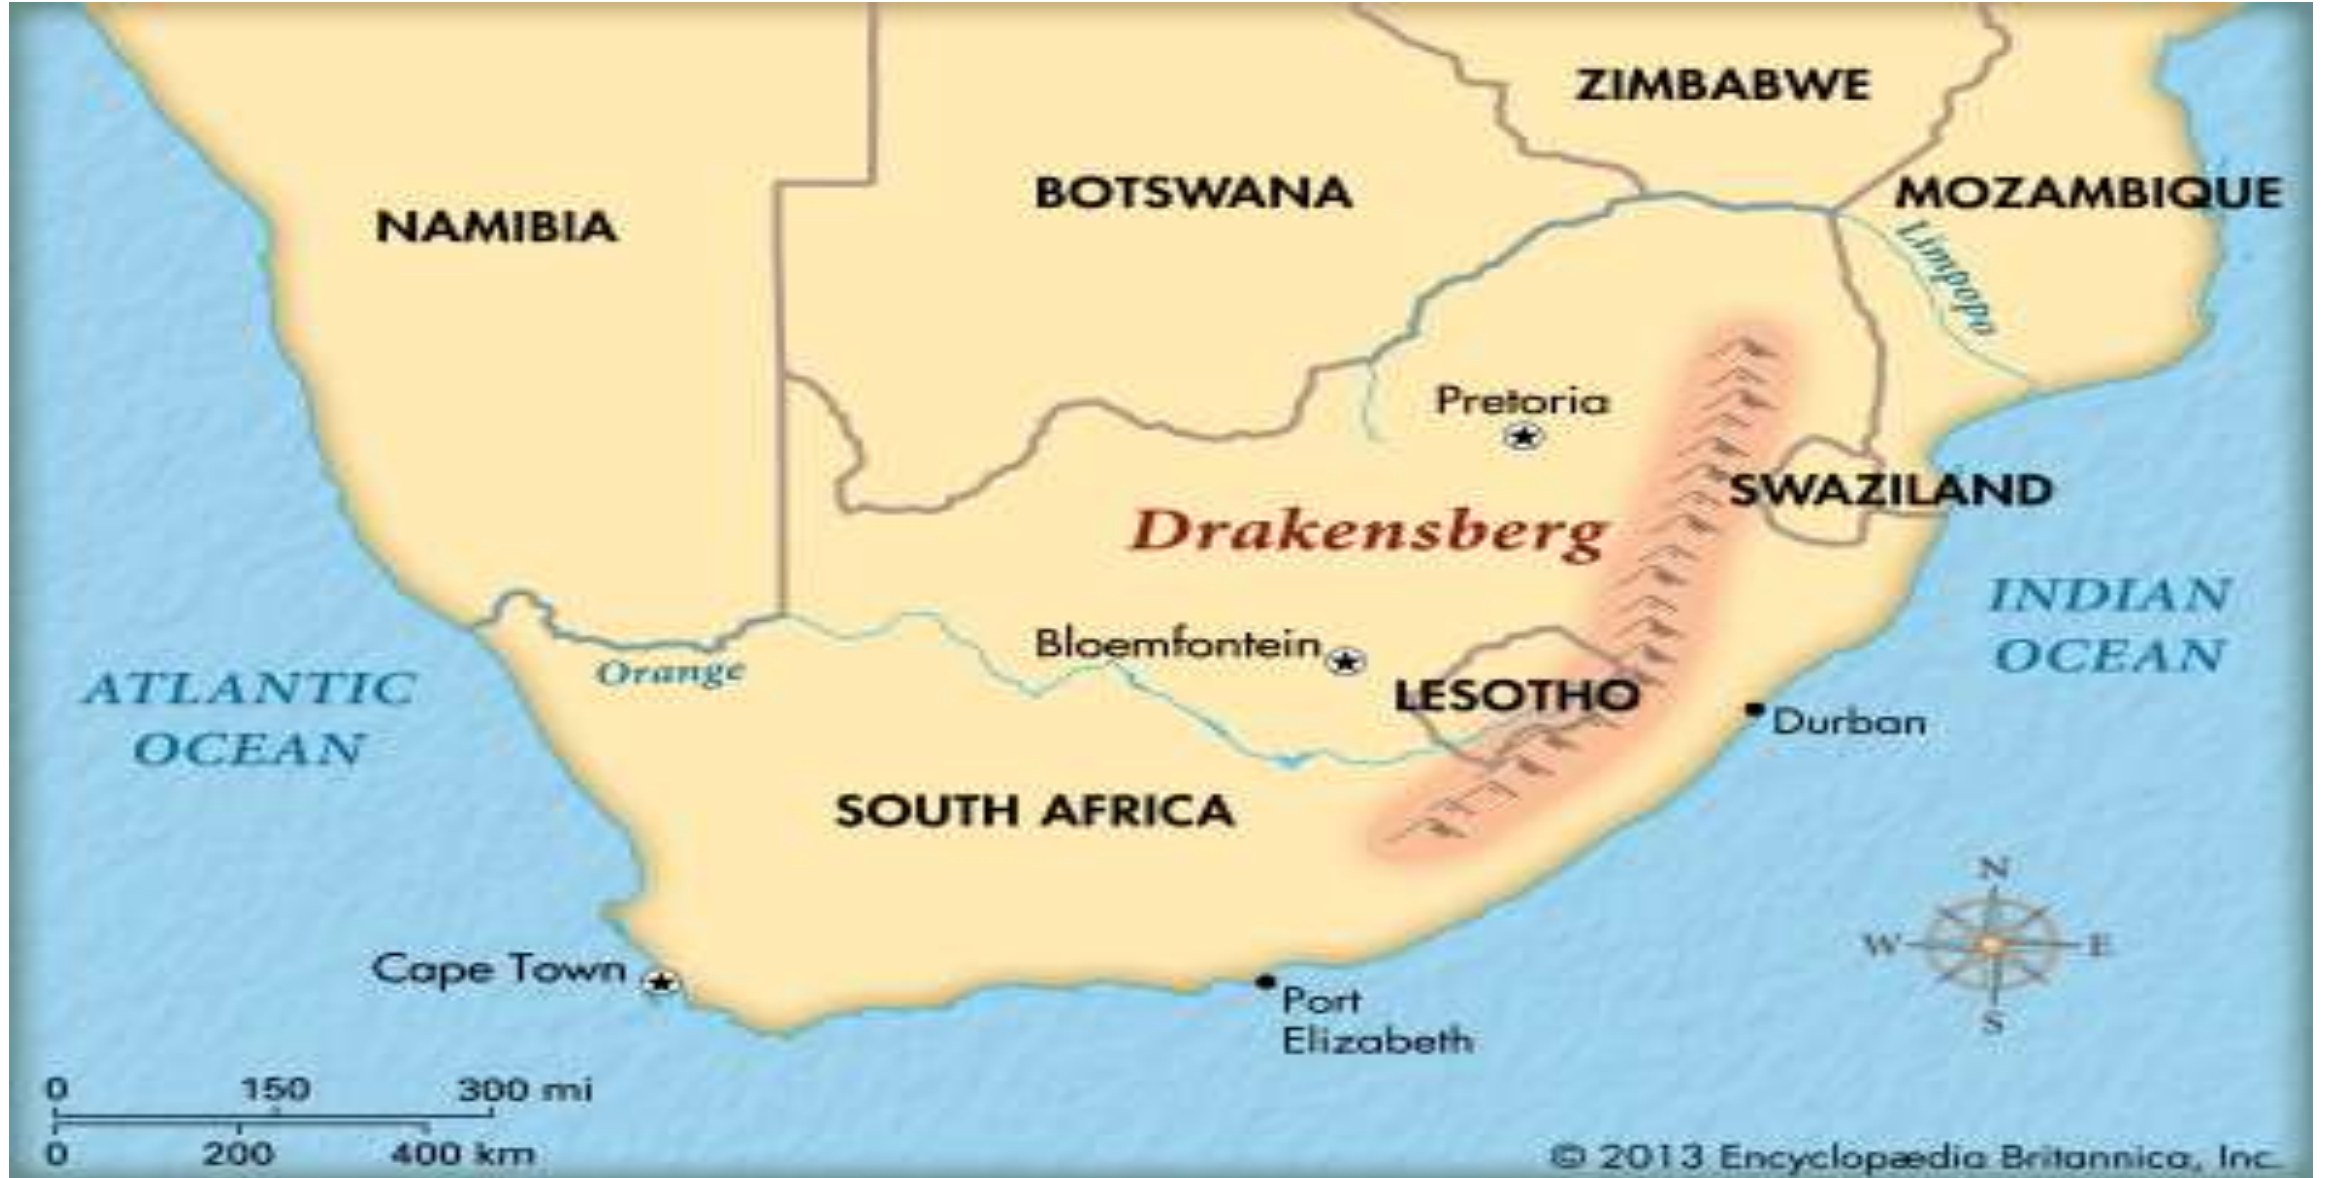 ZIMBABWE
BOTSWANA
MOZAMBIQUE
NAMIBIA
Limpopo
Pretoria
SWAZILAND
Drakensberg
INDIAN
OCEAN
Bloemfontein
Orange
LESOTHO
ATLANTIC
OCEAN
Durban
SOUTH AFRICA
N
W E
S
Cape Town
Port
Elizabeth
0 150 300 mi
0 200 400 km
© 2013 Encyclopædia Britannica, Inc.